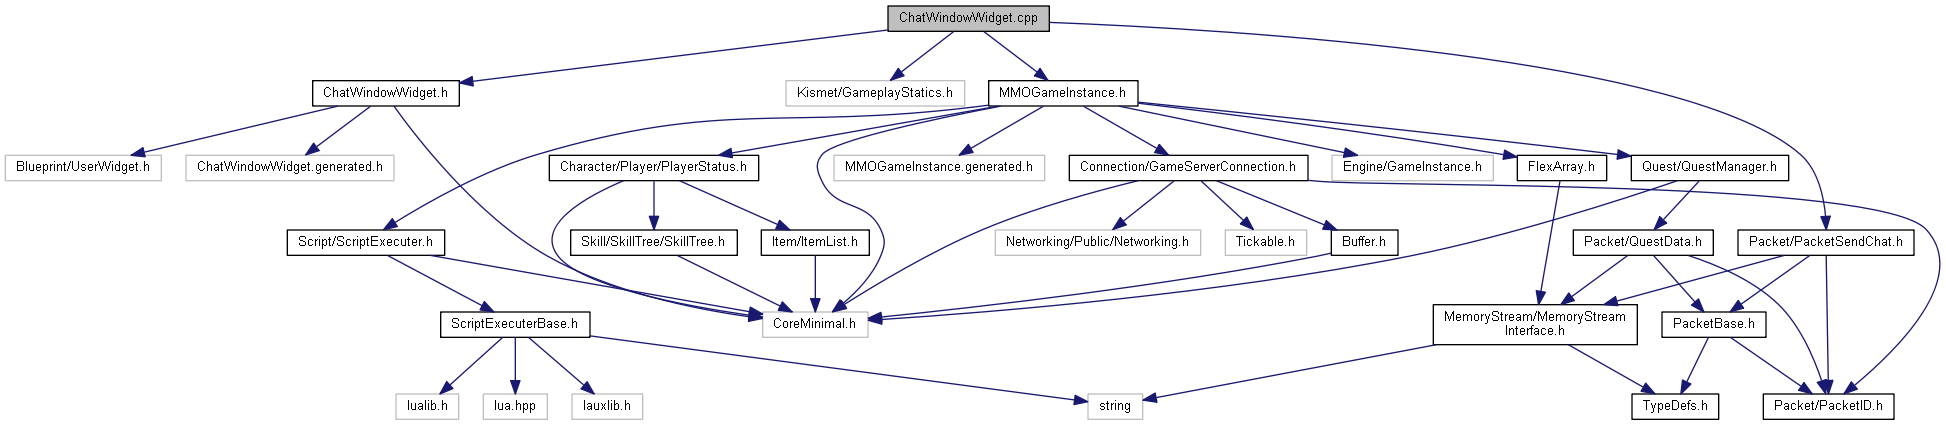 ChatWindowWidget.cpp
ChatWindowWidget.h
Kismet/GameplayStatics.h
MMOGameInstance.h
Blueprint/UserWidget.h
ChatWindowWidget.generated.h
Character/Player/PlayerStatus.h
MMOGameInstance.generated.h
Connection/GameServerConnection.h
Engine/GameInstance.h
FlexArray.h
Quest/QuestManager.h
Script/ScriptExecuter.h
Skill/SkillTree/SkillTree.h
Item/ItemList.h
Networking/Public/Networking.h
Tickable.h
Buffer.h
Packet/QuestData.h
Packet/PacketSendChat.h
ScriptExecuterBase.h
CoreMinimal.h
MemoryStream/MemoryStream
Interface.h
PacketBase.h
lualib.h
lua.hpp
lauxlib.h
string
TypeDefs.h
Packet/PacketID.h